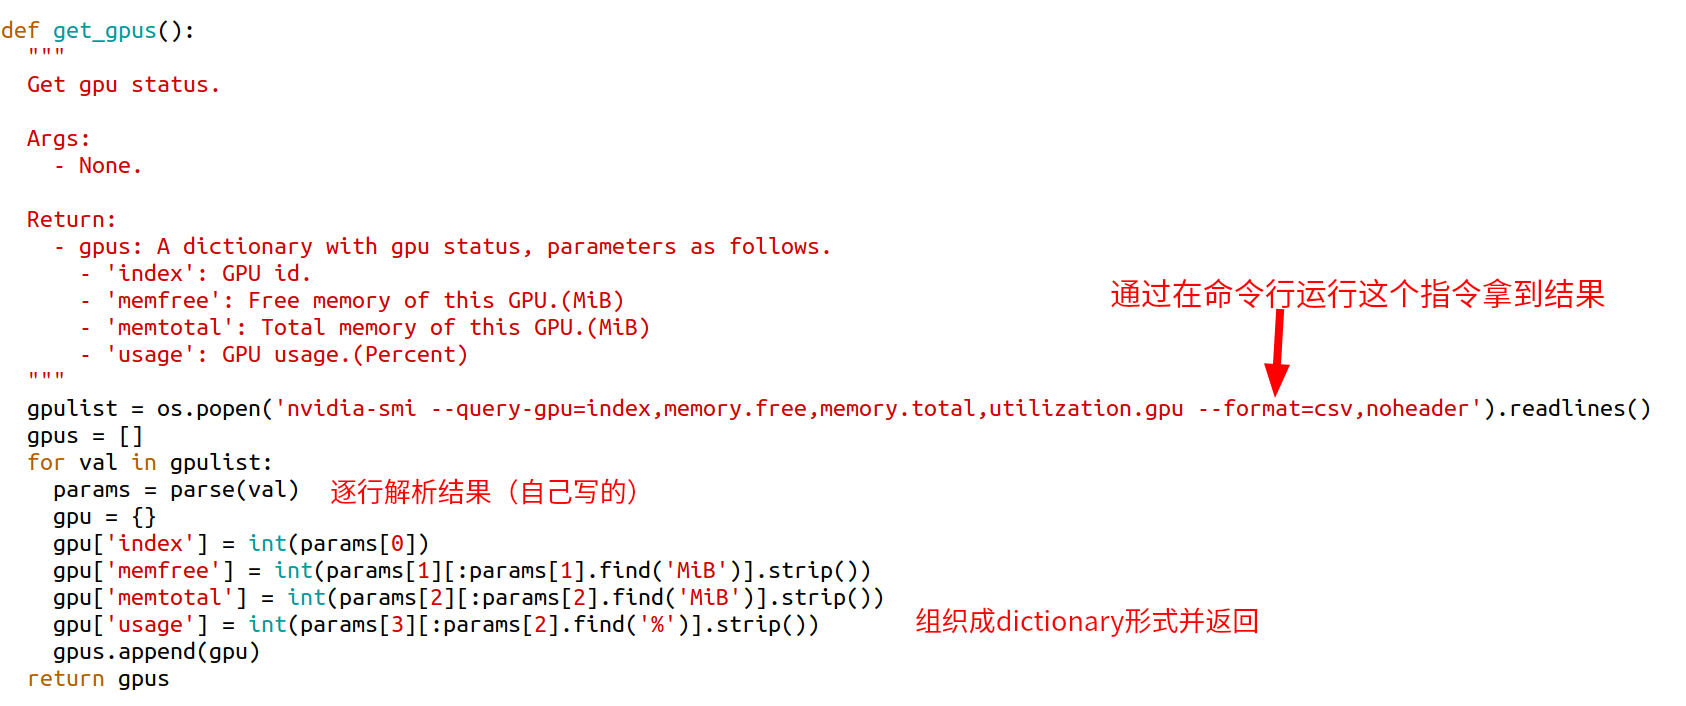 def get_gpus():
  """
  Get gpu status.

  Args:
    - None.

  Return:
    - gpus: A dictionary with gpu status, parameters as follows.
      - 'index': GPU id.
      - 'memfree': Free memory of this GPU.(MiB)
通过在命令行运行这个指令拿到结果
      - 'memtotal': Total memory of this GPU.(MiB)
      - 'usage': GPU usage.(Percent)
  """
  gpulist = os.popen('nvidia-smi --query-gpu=index,memory.free,memory.total,utilization.gpu --format=csv,noheader').readlines()
  gpus = []
  for val in gpulist:
    params = parse(val) 逐行解析结果（自己写的）
    gpu = {}
    gpu['index'] = int(params[0])
    gpu['memfree'] = int(params[1][:params[1].find('MiB')].strip())
    gpu['memtotal'] = int(params[2][:params[2].find('MiB')].strip())
    gpu['usage'] = int(params[3][:params[2].find('%')].strip()) 组织成dictionary形式并返回
    gpus.append(gpu)
  return gpus